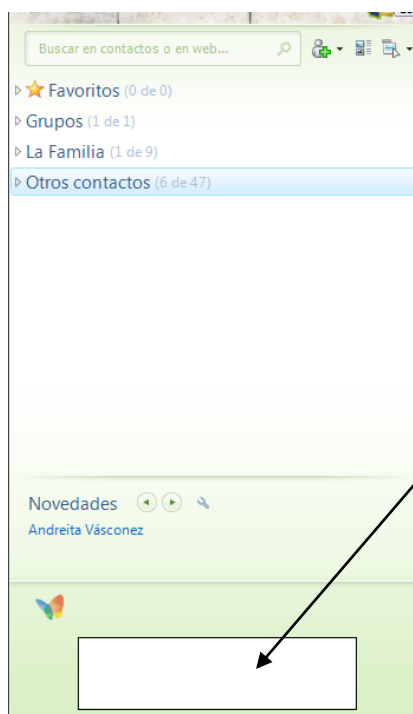 Buscar en contactos o en web...
Favoritos (0 de 0)
Grupos (1 de 1)
La Familia (1 de 9)
Otros contactos (6 de 47)
Novedades
Andreita Vásconez